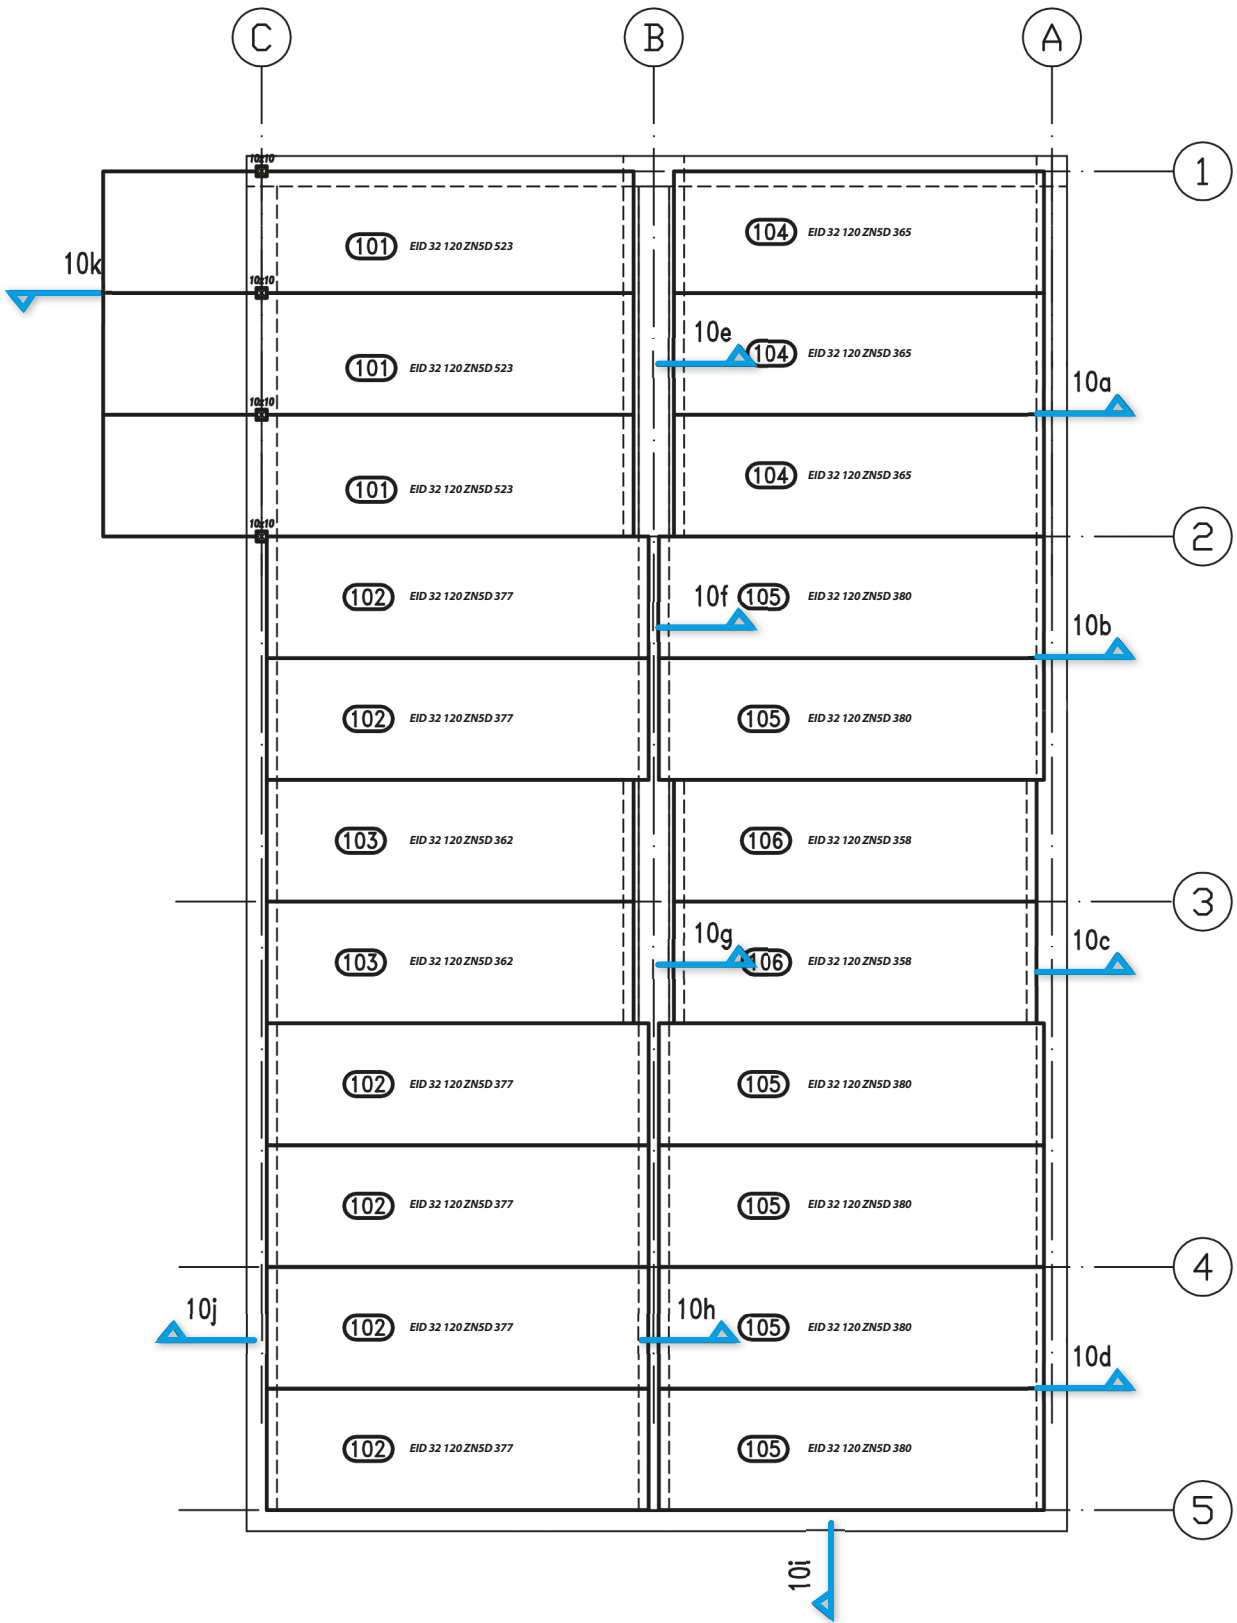 C B A
10x10 1
101 EID 32 120 ZN5D 523 104 EID 32 120 ZN5D 365
10k 10x10
10e
101 EID 32 120 ZN5D 523 104 EID 32 120 ZN5D 365
10a
10x10
101 EID 32 120 ZN5D 523 104 EID 32 120 ZN5D 365
10x10 2
102 EID 32 120 ZN5D 377 10f 105 EID 32 120 ZN5D 380
10b
102 EID 32 120 ZN5D 377 105 EID 32 120 ZN5D 380
103 EID 32 120 ZN5D 362 106 EID 32 120 ZN5D 358
3
10g 10c
103 EID 32 120 ZN5D 362 106 EID 32 120 ZN5D 358
102 EID 32 120 ZN5D 377 105 EID 32 120 ZN5D 380
102 EID 32 120 ZN5D 377 105 EID 32 120 ZN5D 380
4
10j 10h
102 EID 32 120 ZN5D 377 105 EID 32 120 ZN5D 380
10d
102 EID 32 120 ZN5D 377 105 EID 32 120 ZN5D 380
5
10i